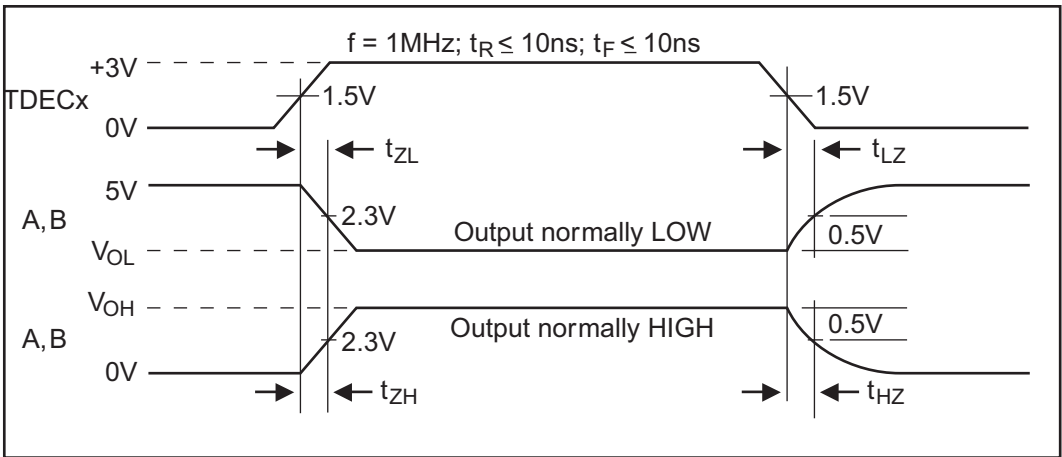 f = 1MHz; tR ≤ 10ns; tF ≤ 10ns
+3V
TDECx
1.5V
1.5V
0V
tZL
tLZ
5V
A,B
2.3V
Output normally LOW
0.5V
VOL
VOH
A,B
2.3V
Output normally HIGH
0.5V
0V
tZH
tHZ